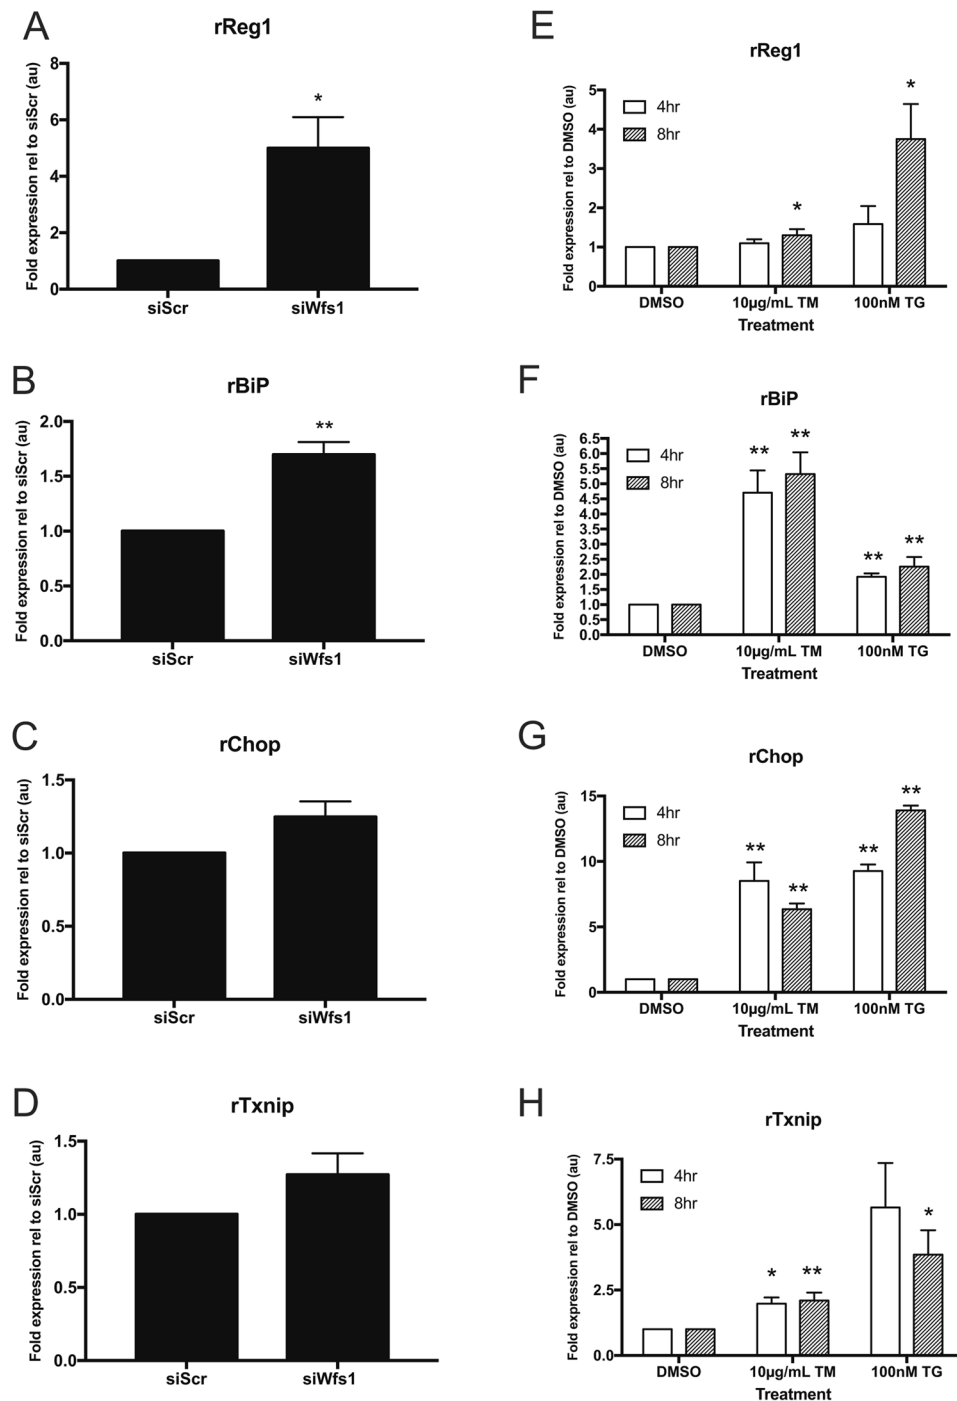 A
rReg1
Fold expression rel to siScr (au)
8
6
4
2
0
*
siScr
siWfs1
B
rBiP
Fold expression rel to siScr (au)
2.0
1.5
1.0
0.5
0.0
**
siScr
siWfs1
C
rChop
Fold expression rel to siScr (au)
1.5
1.0
0.5
0.0
siScr
siWfs1
D
rTxnip
Fold expression rel to siScr (au)
1.5
1.0
0.5
0.0
siScr
siWfs1
E
rReg1
Fold expression rel to DMSO (au)
5
4
3
2
1
0
4hr
8hr
*
*
DMSO
10µg/mL TM
100nM TG
Treatment
F
rBiP
Fold expression rel to DMSO (au)
6.5
6.0
5.5
5.0
4.5
4.0
3.5
3.0
2.5
2.0
1.5
1.0
0.5
0.0
4hr
8hr
**
**
**
**
DMSO
10µg/mL TM
100nM TG
Treatment
G
rChop
Fold expression rel to DMSO (au)
15
10
5
0
4hr
8hr
**
**
**
**
DMSO
10µg/mL TM
100nM TG
Treatment
H
rTxnip
Fold expression rel to DMSO (au)
7.5
5.0
2.5
0.0
4hr
8hr
*
**
*
DMSO
10µg/mL TM
100nM TG
Treatment